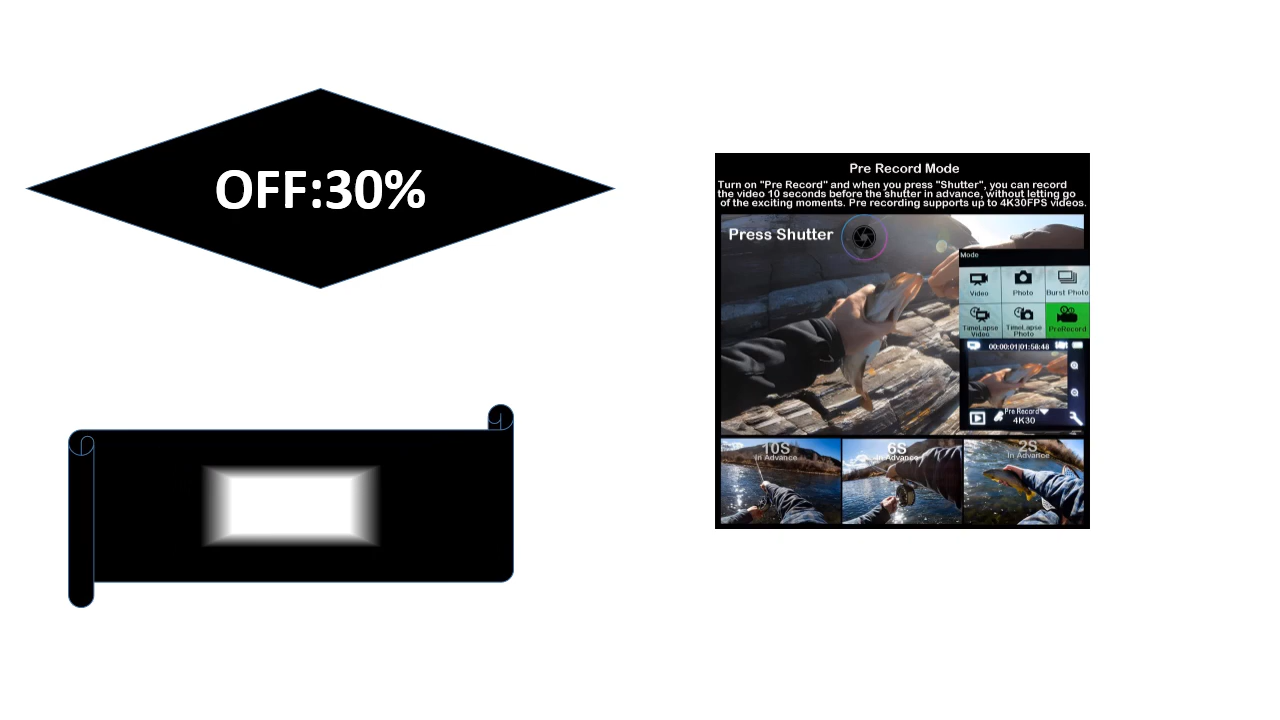 OFF:30%
Pre Record Mode
Turn on "Pre Record" and when you press "Shutter", you can record
the video 10 seconds before the shutter in advance, without letting go
of the exciting moments. Pre recording supports up to 4K30FPS videos.
Press Shutter
Mode
Video
Photo
Burst Photo
TimeLapse
Video
TimeLapse
Photo
PreRecord
00:00:01|01:58:48
Pre Record
4K30
10S
In Advance
6S
In Advance
2S
In Advance